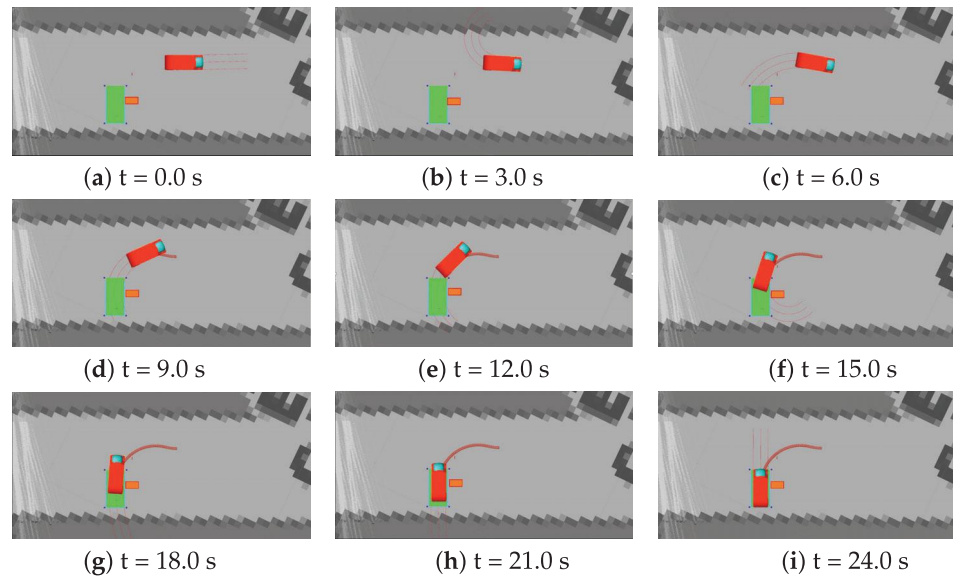 (a) t = 0.0 s
(b) t = 3.0 s
(c) t = 6.0 s
(d) t = 9.0 s
(e) t = 12.0 s
(f) t = 15.0 s
(g) t = 18.0 s
(h) t = 21.0 s
(i) t = 24.0 s